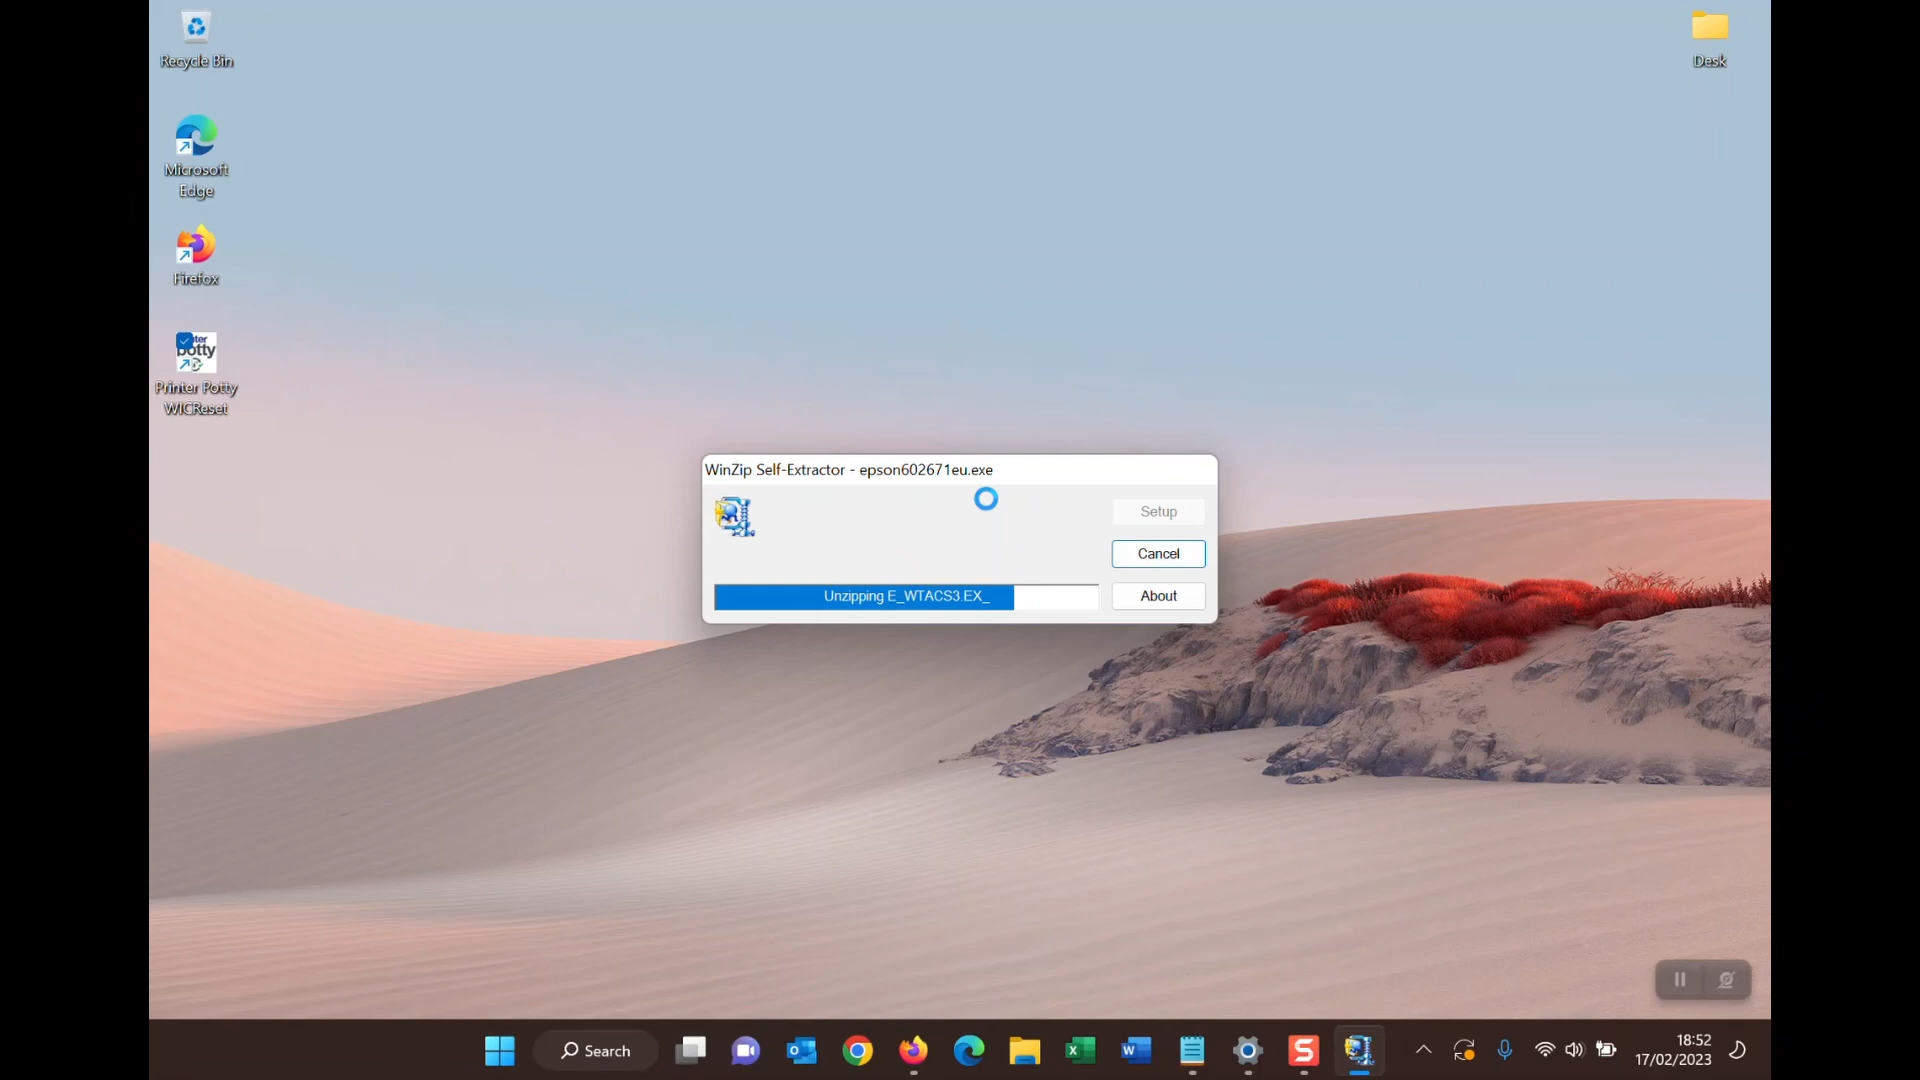 Recycle Bin
Desk
Microsoft
Edge
Firefox
potty
Printer Potty
WICReset
WinZip Self-Extractor - epson602671eu.exe
Setup
Cancel
Unzipping E_WTACS3.EX_
About
Search
18:52
17/02/2023